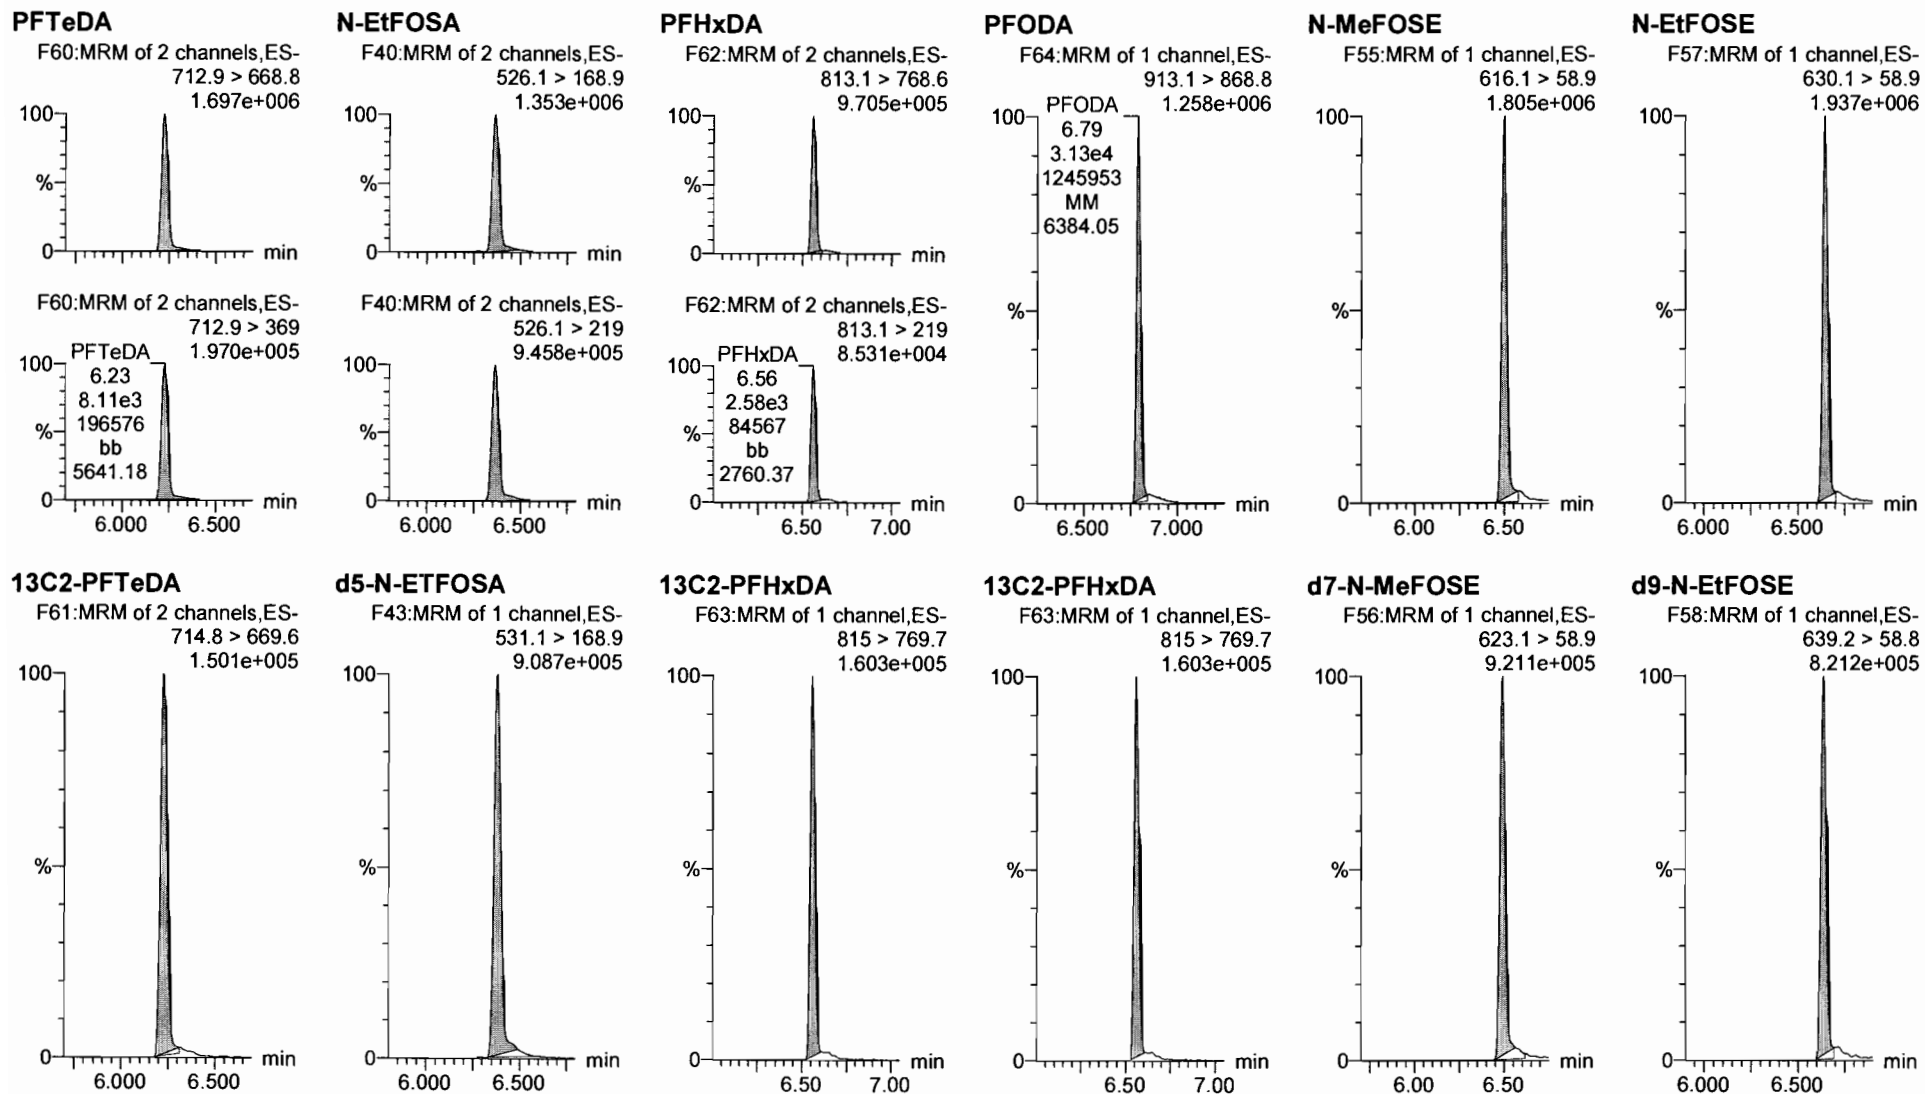 PFTeDA
F60:MRM of 2 channels,ES-
712.9 > 668.8
1.697e+006
100
%
0
min
F60:MRM of 2 channels,ES-
712.9 > 369
1.970e+005
PFTeDA
6.23
8.11e3
196576
bb
5641.18
100
%
0
min
6.000 6.500
N-EtFOSA
F40:MRM of 2 channels,ES-
526.1 > 168.9
1.353e+006
100
%
0
min
F40:MRM of 2 channels,ES-
526.1 > 219
9.458e+005
100
%
0
min
6.000 6.500
PFHxDA
F62:MRM of 2 channels,ES-
813.1 > 768.6
9.705e+005
100
%
0
min
F62:MRM of 2 channels,ES-
813.1 > 219
8.531e+004
PFHxDA
6.56
2.58e3
84567
bb
2760.37
100
%
0
min
6.50 7.00
PFODA
F64:MRM of 1 channel,ES-
913.1 > 868.8
1.258e+006
PFODA
6.79
3.13e4
1245953
MM
6384.05
100
%
0
min
6.500 7.000
N-MeFOSE
F55:MRM of 1 channel,ES-
616.1 > 58.9
1.805e+006
100
%
0
min
6.00 6.50
N-EtFOSE
F57:MRM of 1 channel,ES-
630.1 > 58.9
1.937e+006
100
%
0
min
6.000 6.500
13C2-PFTeDA
F61:MRM of 2 channels,ES-
714.8 > 669.6
1.501e+005
100
%
0
min
6.000 6.500
d5-N-ETFOSA
F43:MRM of 1 channel,ES-
531.1 > 168.9
9.087e+005
100
%
0
min
6.000 6.500
13C2-PFHxDA
F63:MRM of 1 channel,ES-
815 > 769.7
1.603e+005
100
%
0
min
6.50 7.00
13C2-PFHxDA
F63:MRM of 1 channel,ES-
815 > 769.7
1.603e+005
100
%
0
min
6.50 7.00
d7-N-MeFOSE
F56:MRM of 1 channel,ES-
623.1 > 58.9
9.211e+005
100
%
0
min
6.00 6.50
d9-N-EtFOSE
F58:MRM of 1 channel,ES-
639.2 > 58.8
8.212e+005
100
%
0
min
6.000 6.500